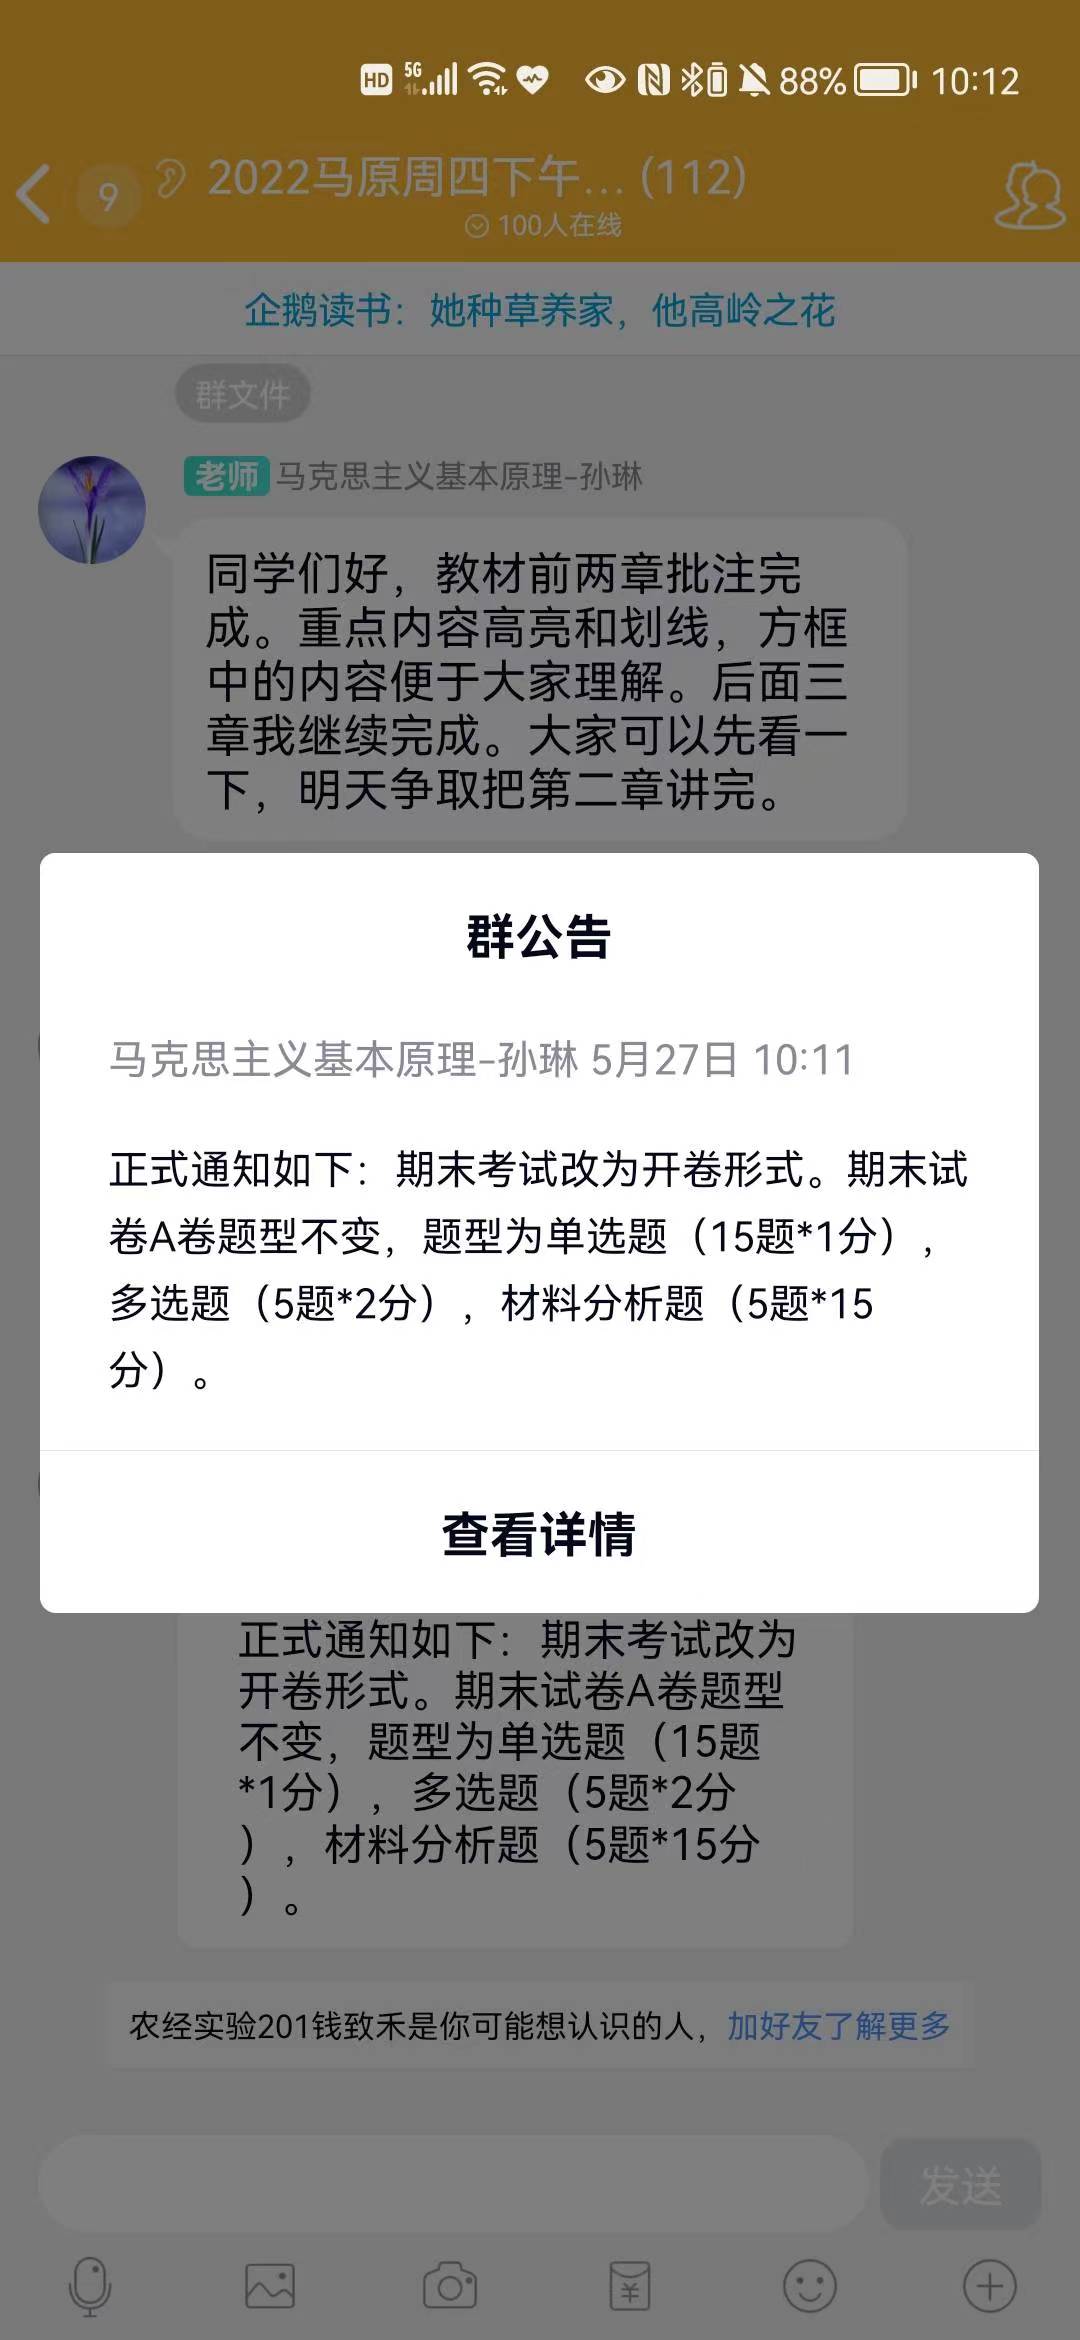 HD 5G 88% 10:12
9 2022马原周四下午... (112)
100人在线
企鹅读书：她种草养家，他高岭之花
群文件
老师 马克思主义基本原理-孙琳
同学们好，教材前两章批注完
成。重点内容高亮和划线，方框
中的内容便于大家理解。后面三
章我继续完成。大家可以先看一
下，明天争取把第二章讲完。
群公告
马克思主义基本原理-孙琳 5月27日 10:11
正式通知如下：期末考试改为开卷形式。期末试
卷A卷题型不变，题型为单选题（15题*1分），
多选题（5题*2分），材料分析题（5题*15
分）。
查看详情
正式通知如下：期末考试改为
开卷形式。期末试卷A卷题型
不变，题型为单选题（15题
*1分），多选题（5题*2分
），材料分析题（5题*15分
）。
农经实验201钱致禾是你可能想认识的人，加好友了解更多
发送